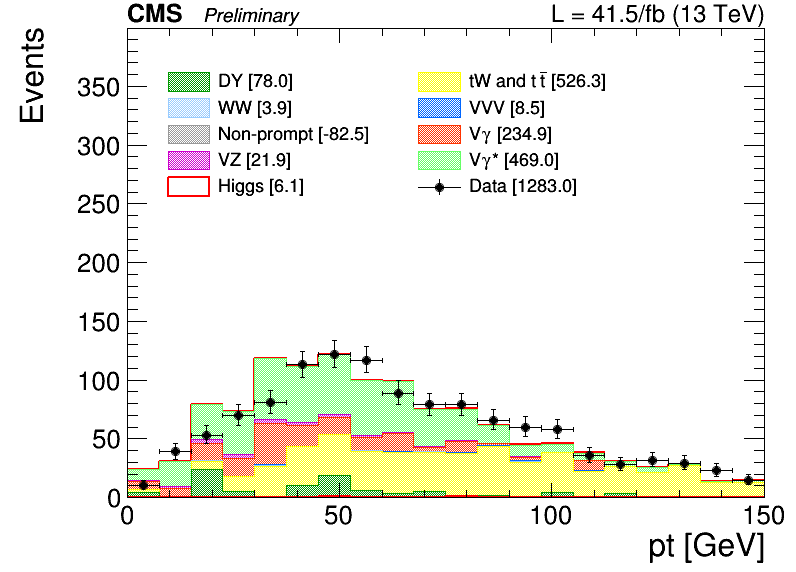 CMS Preliminary L = 41.5/fb (13 TeV)
Events
350
300
250
200
150
100
50
0
DY [78.0]
WW [3.9]
Non-prompt [-82.5]
VZ [21.9]
Higgs [6.1]
tW and t t̄ [526.3]
VVV [8.5]
Vγ [234.9]
Vγ* [469.0]
Data [1283.0]
0 50 100 150
pt [GeV]